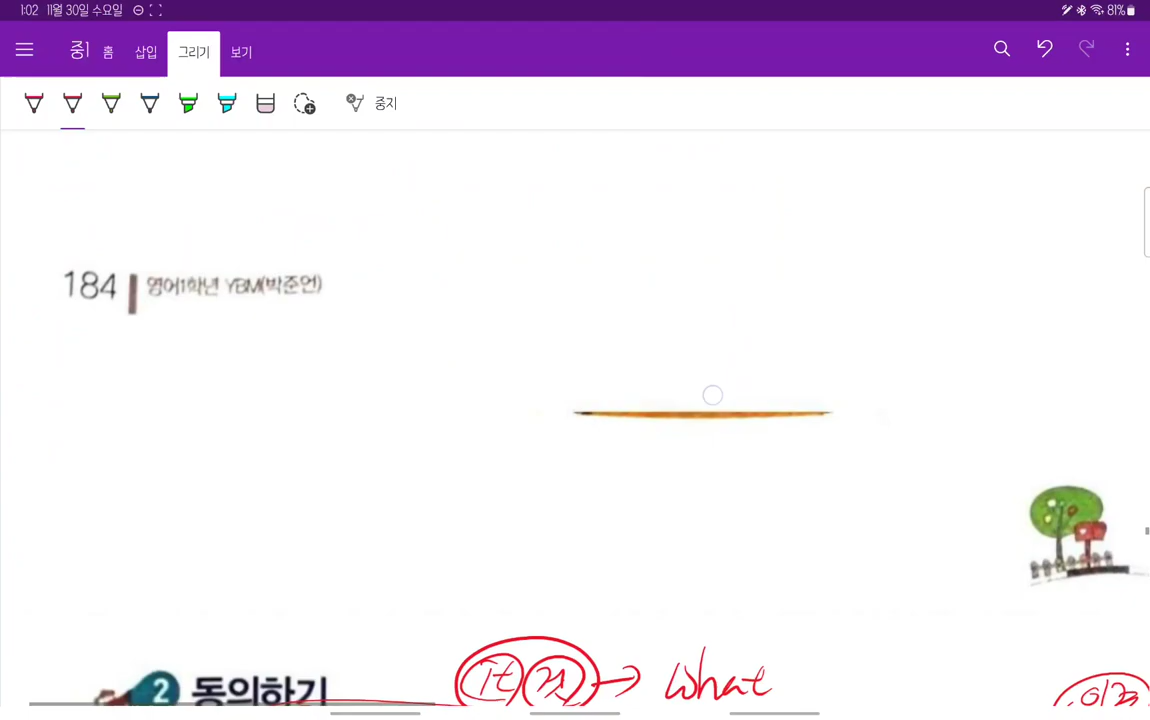 1:02 11월 30일 수요일 81%
중1 홈 삽입 그리기 보기
중지
184 영어1학년 YBM(박준언)
2 동의하기
것 → what